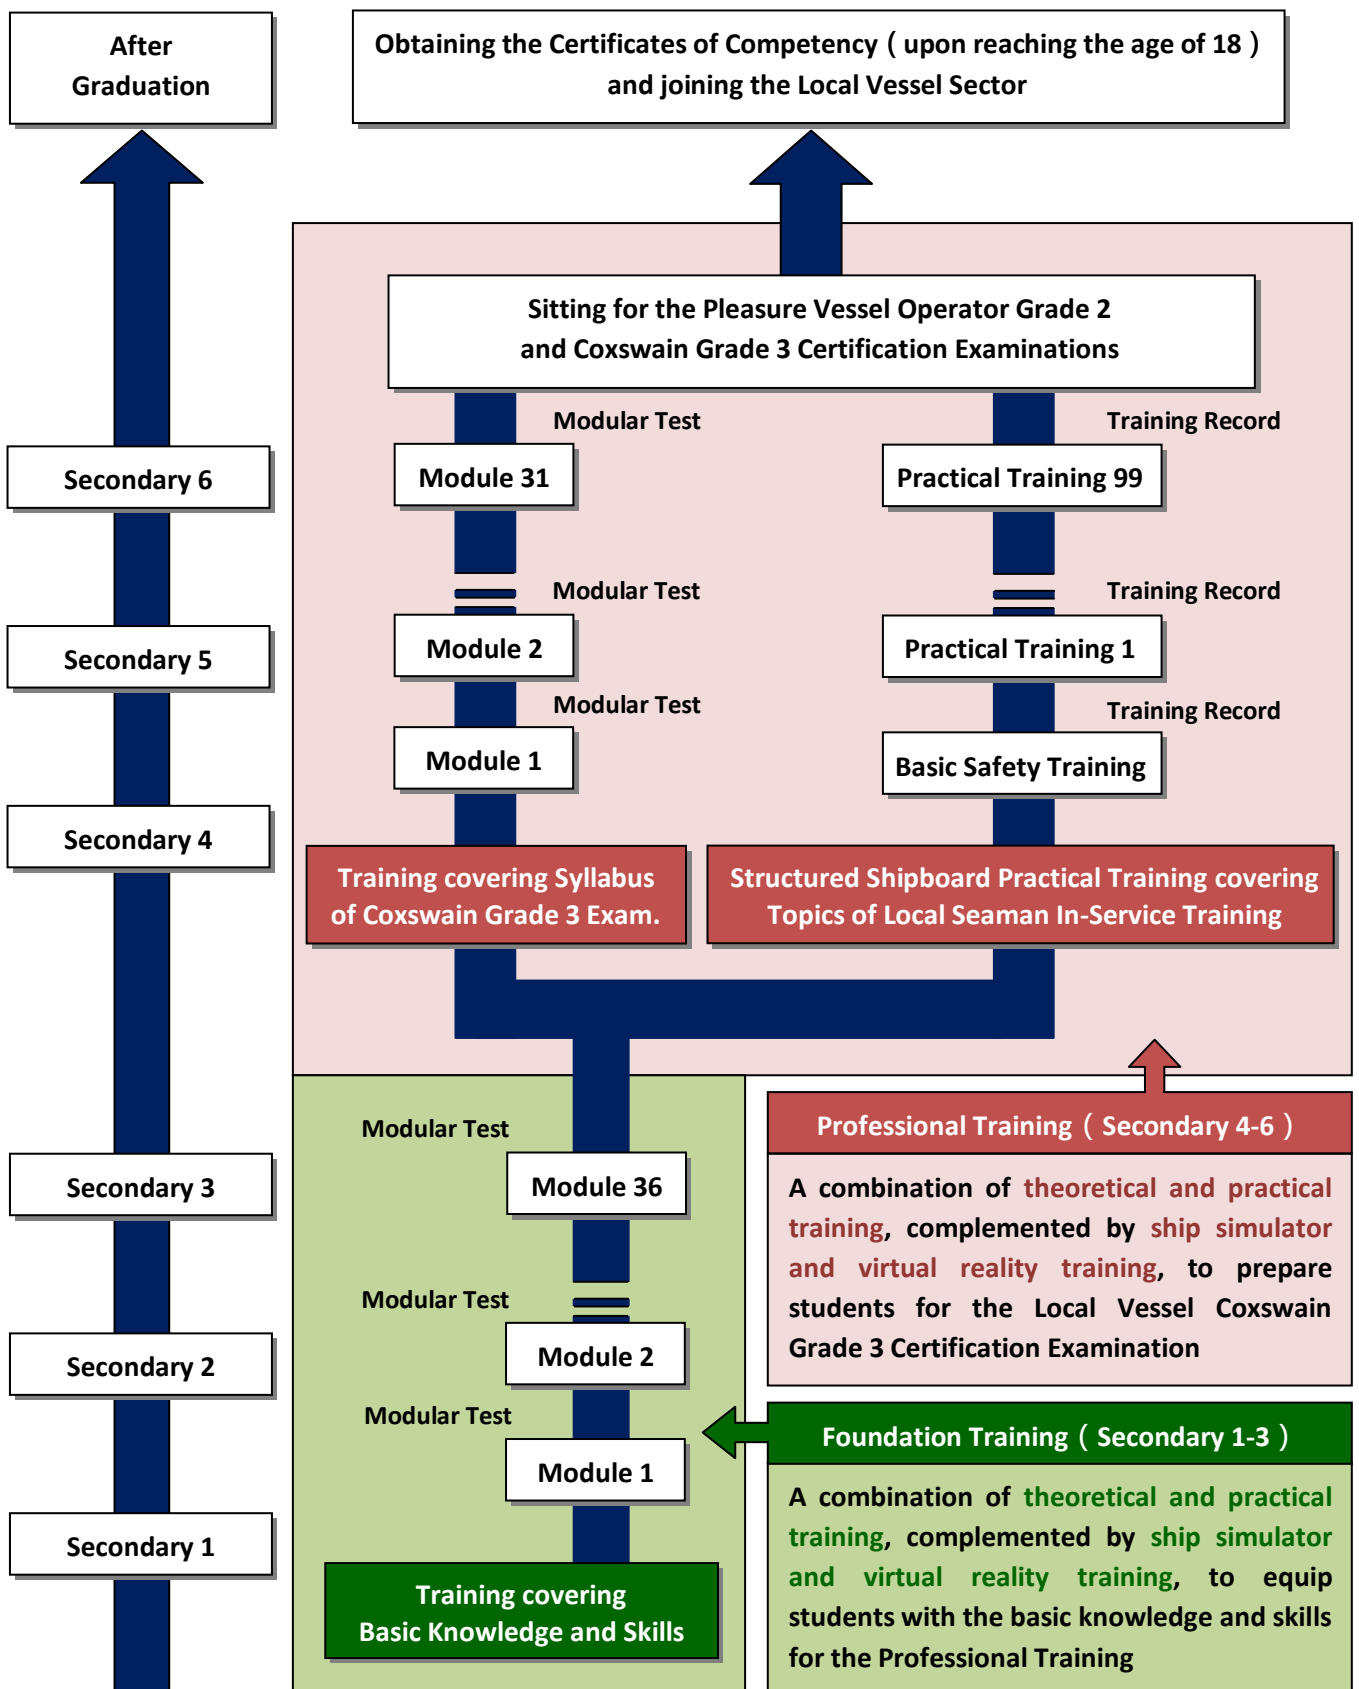 After
Graduation
Obtaining the Certificates of Competency ( upon reaching the age of 18 )
and joining the Local Vessel Sector
Sitting for the Pleasure Vessel Operator Grade 2
and Coxswain Grade 3 Certification Examinations
Modular Test
Training Record
Secondary 6
Module 31
Practical Training 99
Modular Test
Training Record
Secondary 5
Module 2
Practical Training 1
Modular Test
Training Record
Module 1
Basic Safety Training
Secondary 4
Training covering Syllabus
of Coxswain Grade 3 Exam.
Structured Shipboard Practical Training covering
Topics of Local Seaman In-Service Training
Modular Test
Secondary 3
Module 36
Modular Test
Secondary 2
Module 2
Modular Test
Module 1
Secondary 1
Training covering
Basic Knowledge and Skills
Professional Training ( Secondary 4-6 )
A combination of theoretical and practical
training, complemented by ship simulator
and virtual reality training, to prepare
students for the Local Vessel Coxswain
Grade 3 Certification Examination
Foundation Training ( Secondary 1-3 )
A combination of theoretical and practical
training, complemented by ship simulator
and virtual reality training, to equip
students with the basic knowledge and skills
for the Professional Training